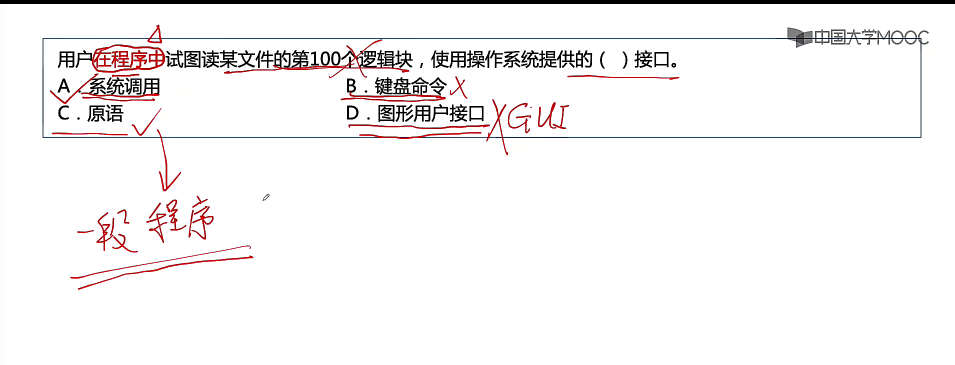 中国大学MOOC
用户在程序中试图读某文件的第100个逻辑块，使用操作系统提供的（ ）接口。
A．系统调用 B．键盘命令
C．原语 D．图形用户接口 GUI
一段程序